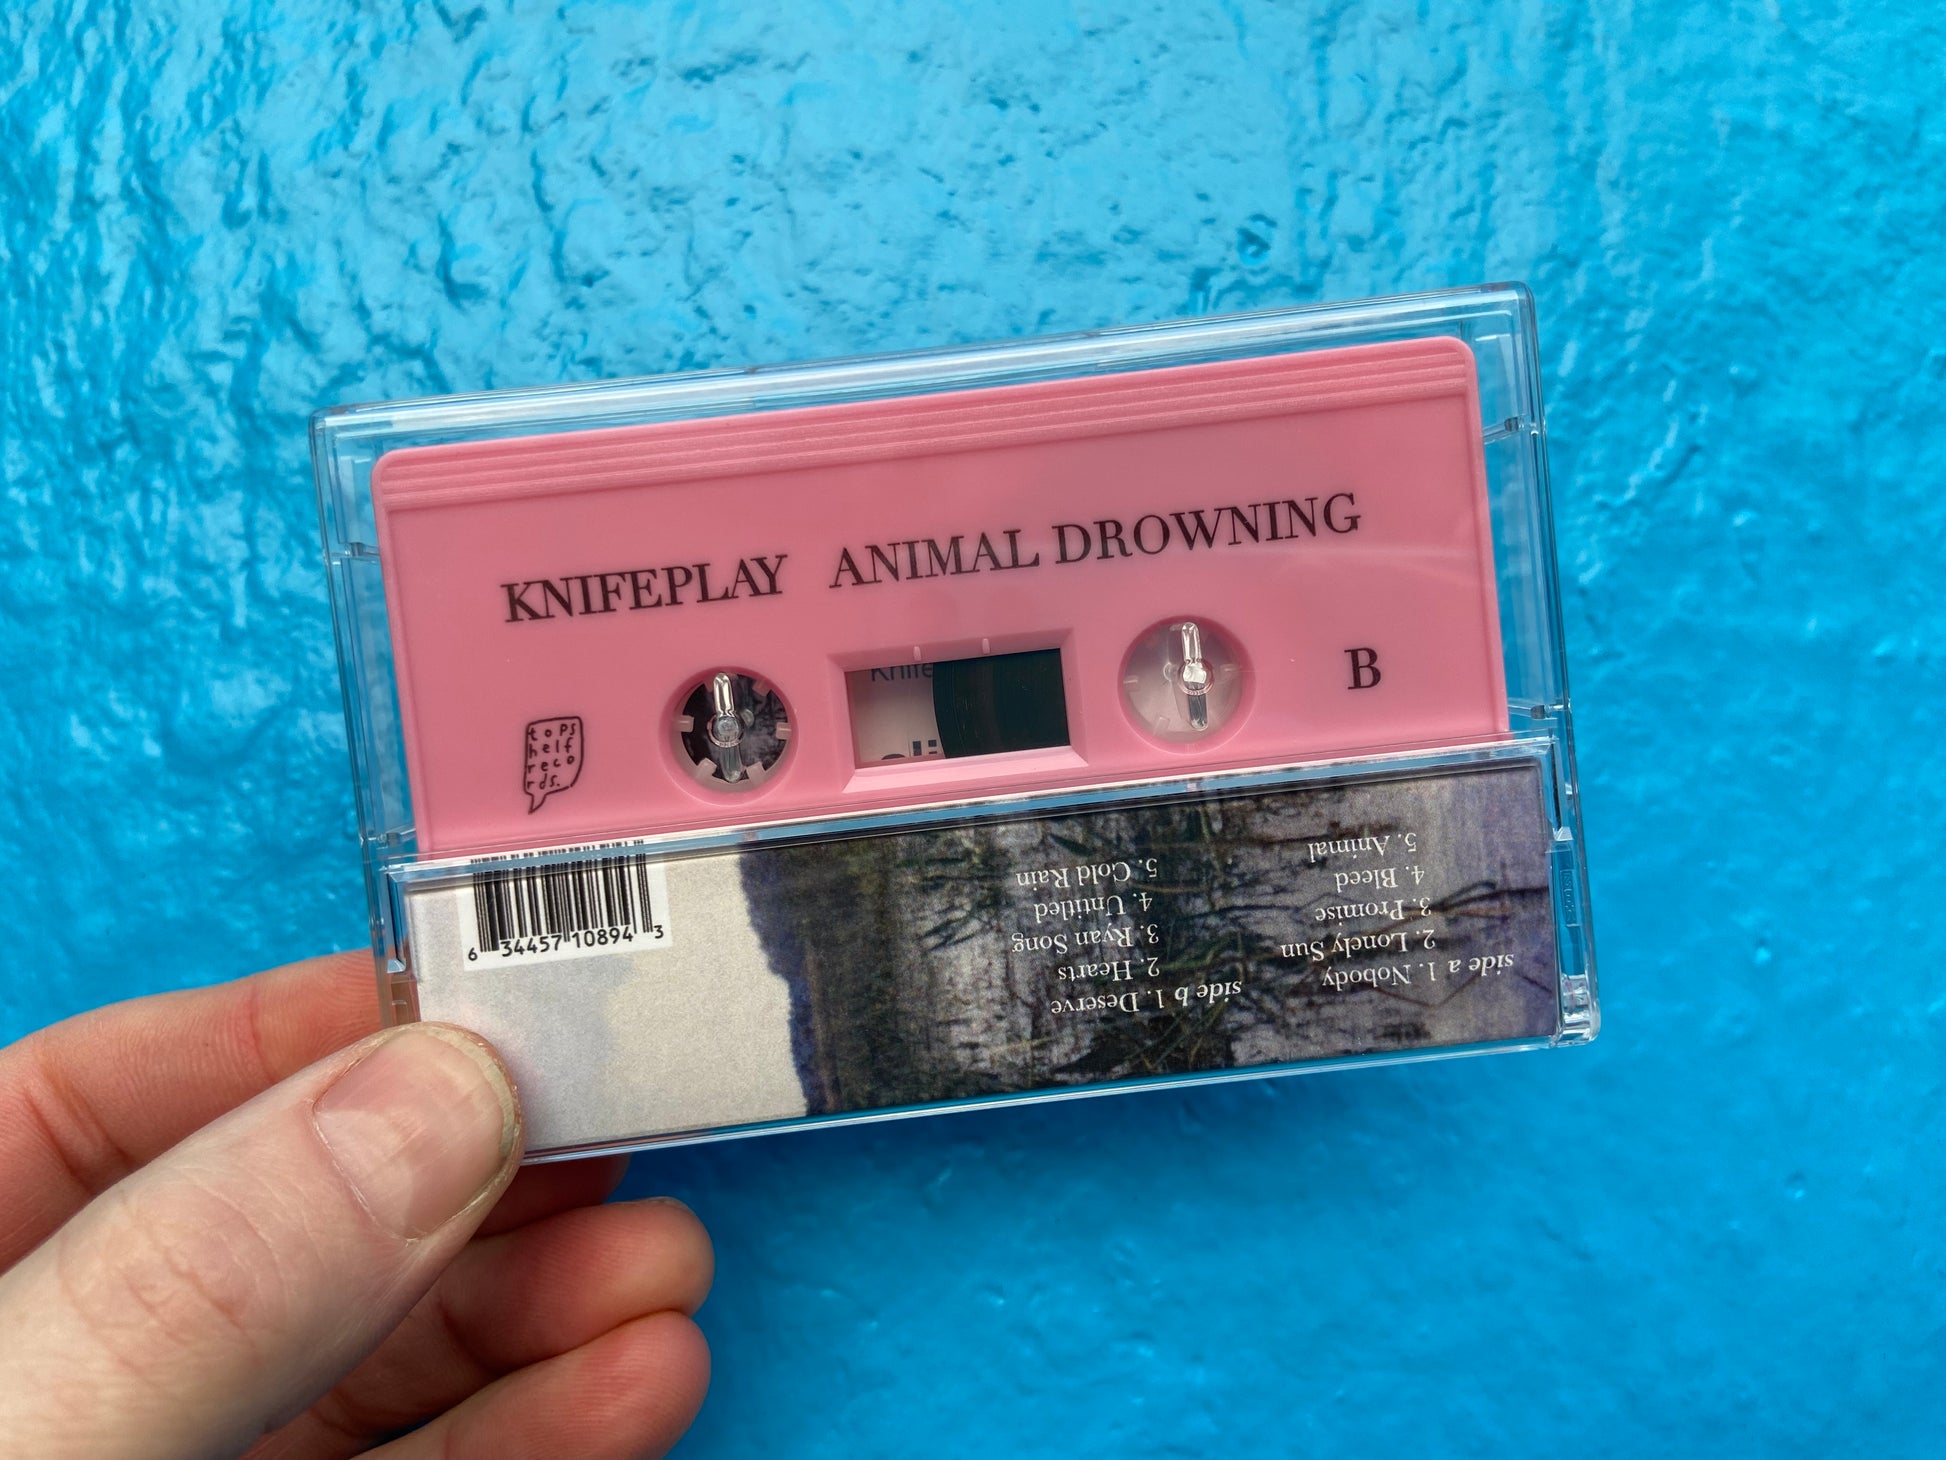 KNIFEPLAY ANIMAL DROWNING
B
tops
helf
reco
rds.
Knife
6 34457 10894 3
side a 1. Nobody
2. Lonely Sun
3. Promise
4. Bleed
5. Animal
side b 1. Deserve
2. Hearts
3. Ryan Song
4. Untitled
5. Cold Rain